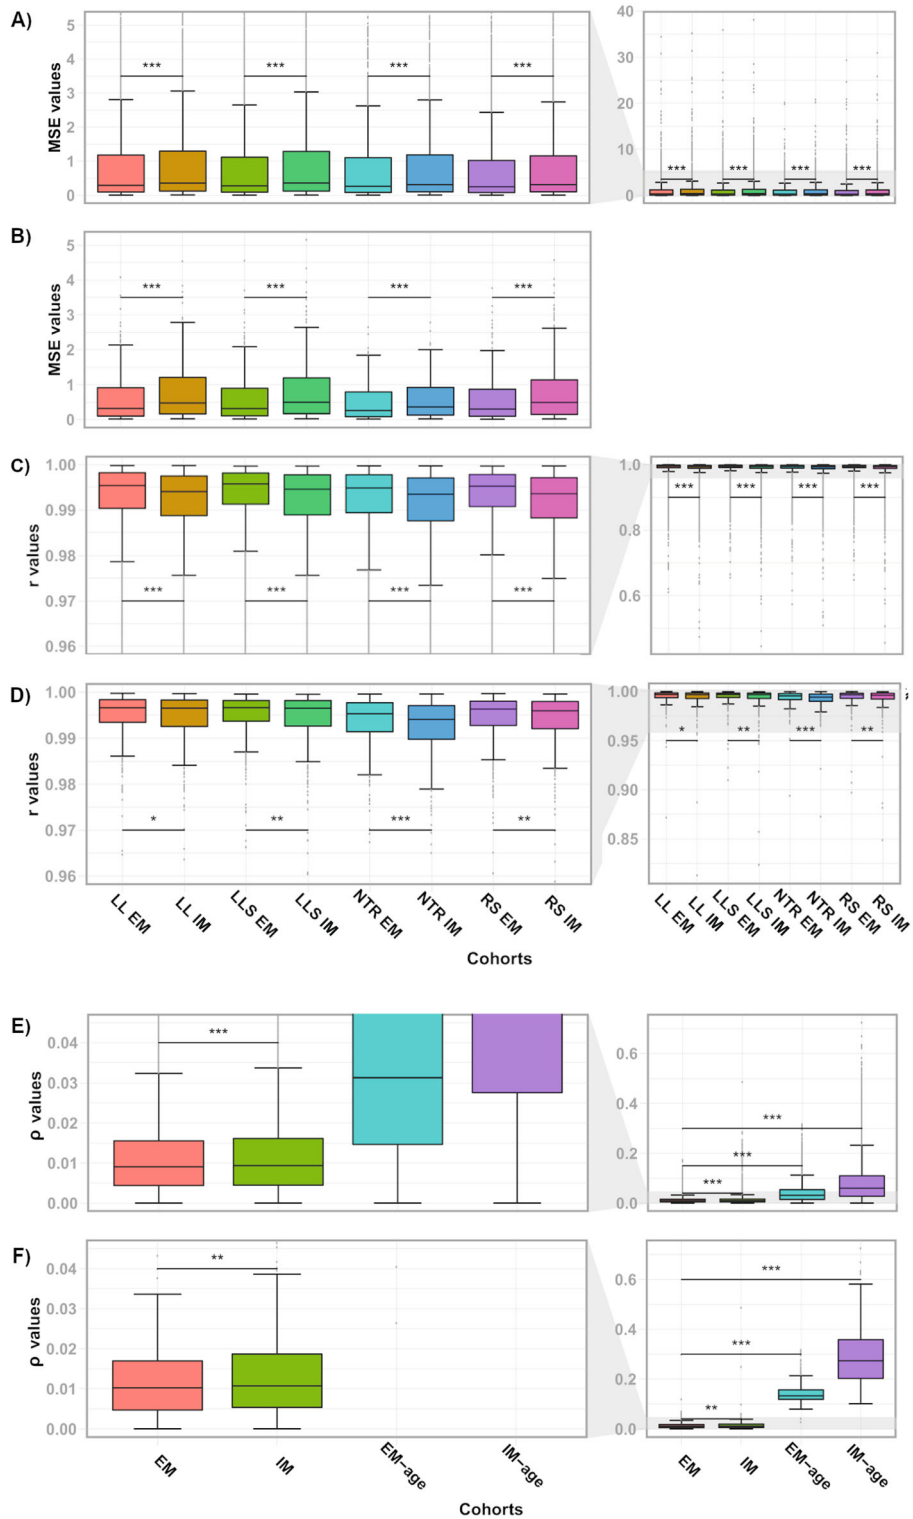 A)
MSE values
5
4
3
2
1
0
*** *** *** ***
40
30
20
10
0
*** *** *** ***
B)
MSE values
5
4
3
2
1
0
*** *** *** ***
C)
r values
1.00
0.99
0.98
0.97
0.96
*** *** *** ***
1.0
0.8
0.6
*** *** *** ***
D)
r values
1.00
0.99
0.98
0.97
0.96
* ** *** **
LL EM
LL IM
LLS EM
LLS IM
NTR EM
NTR IM
RS EM
RS IM
Cohorts
1.00
0.95
0.90
0.85
* ** *** **
LL EM
LL IM
LLS EM
LLS IM
NTR EM
NTR IM
RS EM
RS IM
E)
ρ values
0.04
0.03
0.02
0.01
0.00
***
0.6
0.4
0.2
0.0
***
***
***
F)
ρ values
0.04
0.03
0.02
0.01
0.00
**
EM
IM
EM-age
IM-age
Cohorts
0.6
0.4
0.2
0.0
***
***
**
EM
IM
EM-age
IM-age